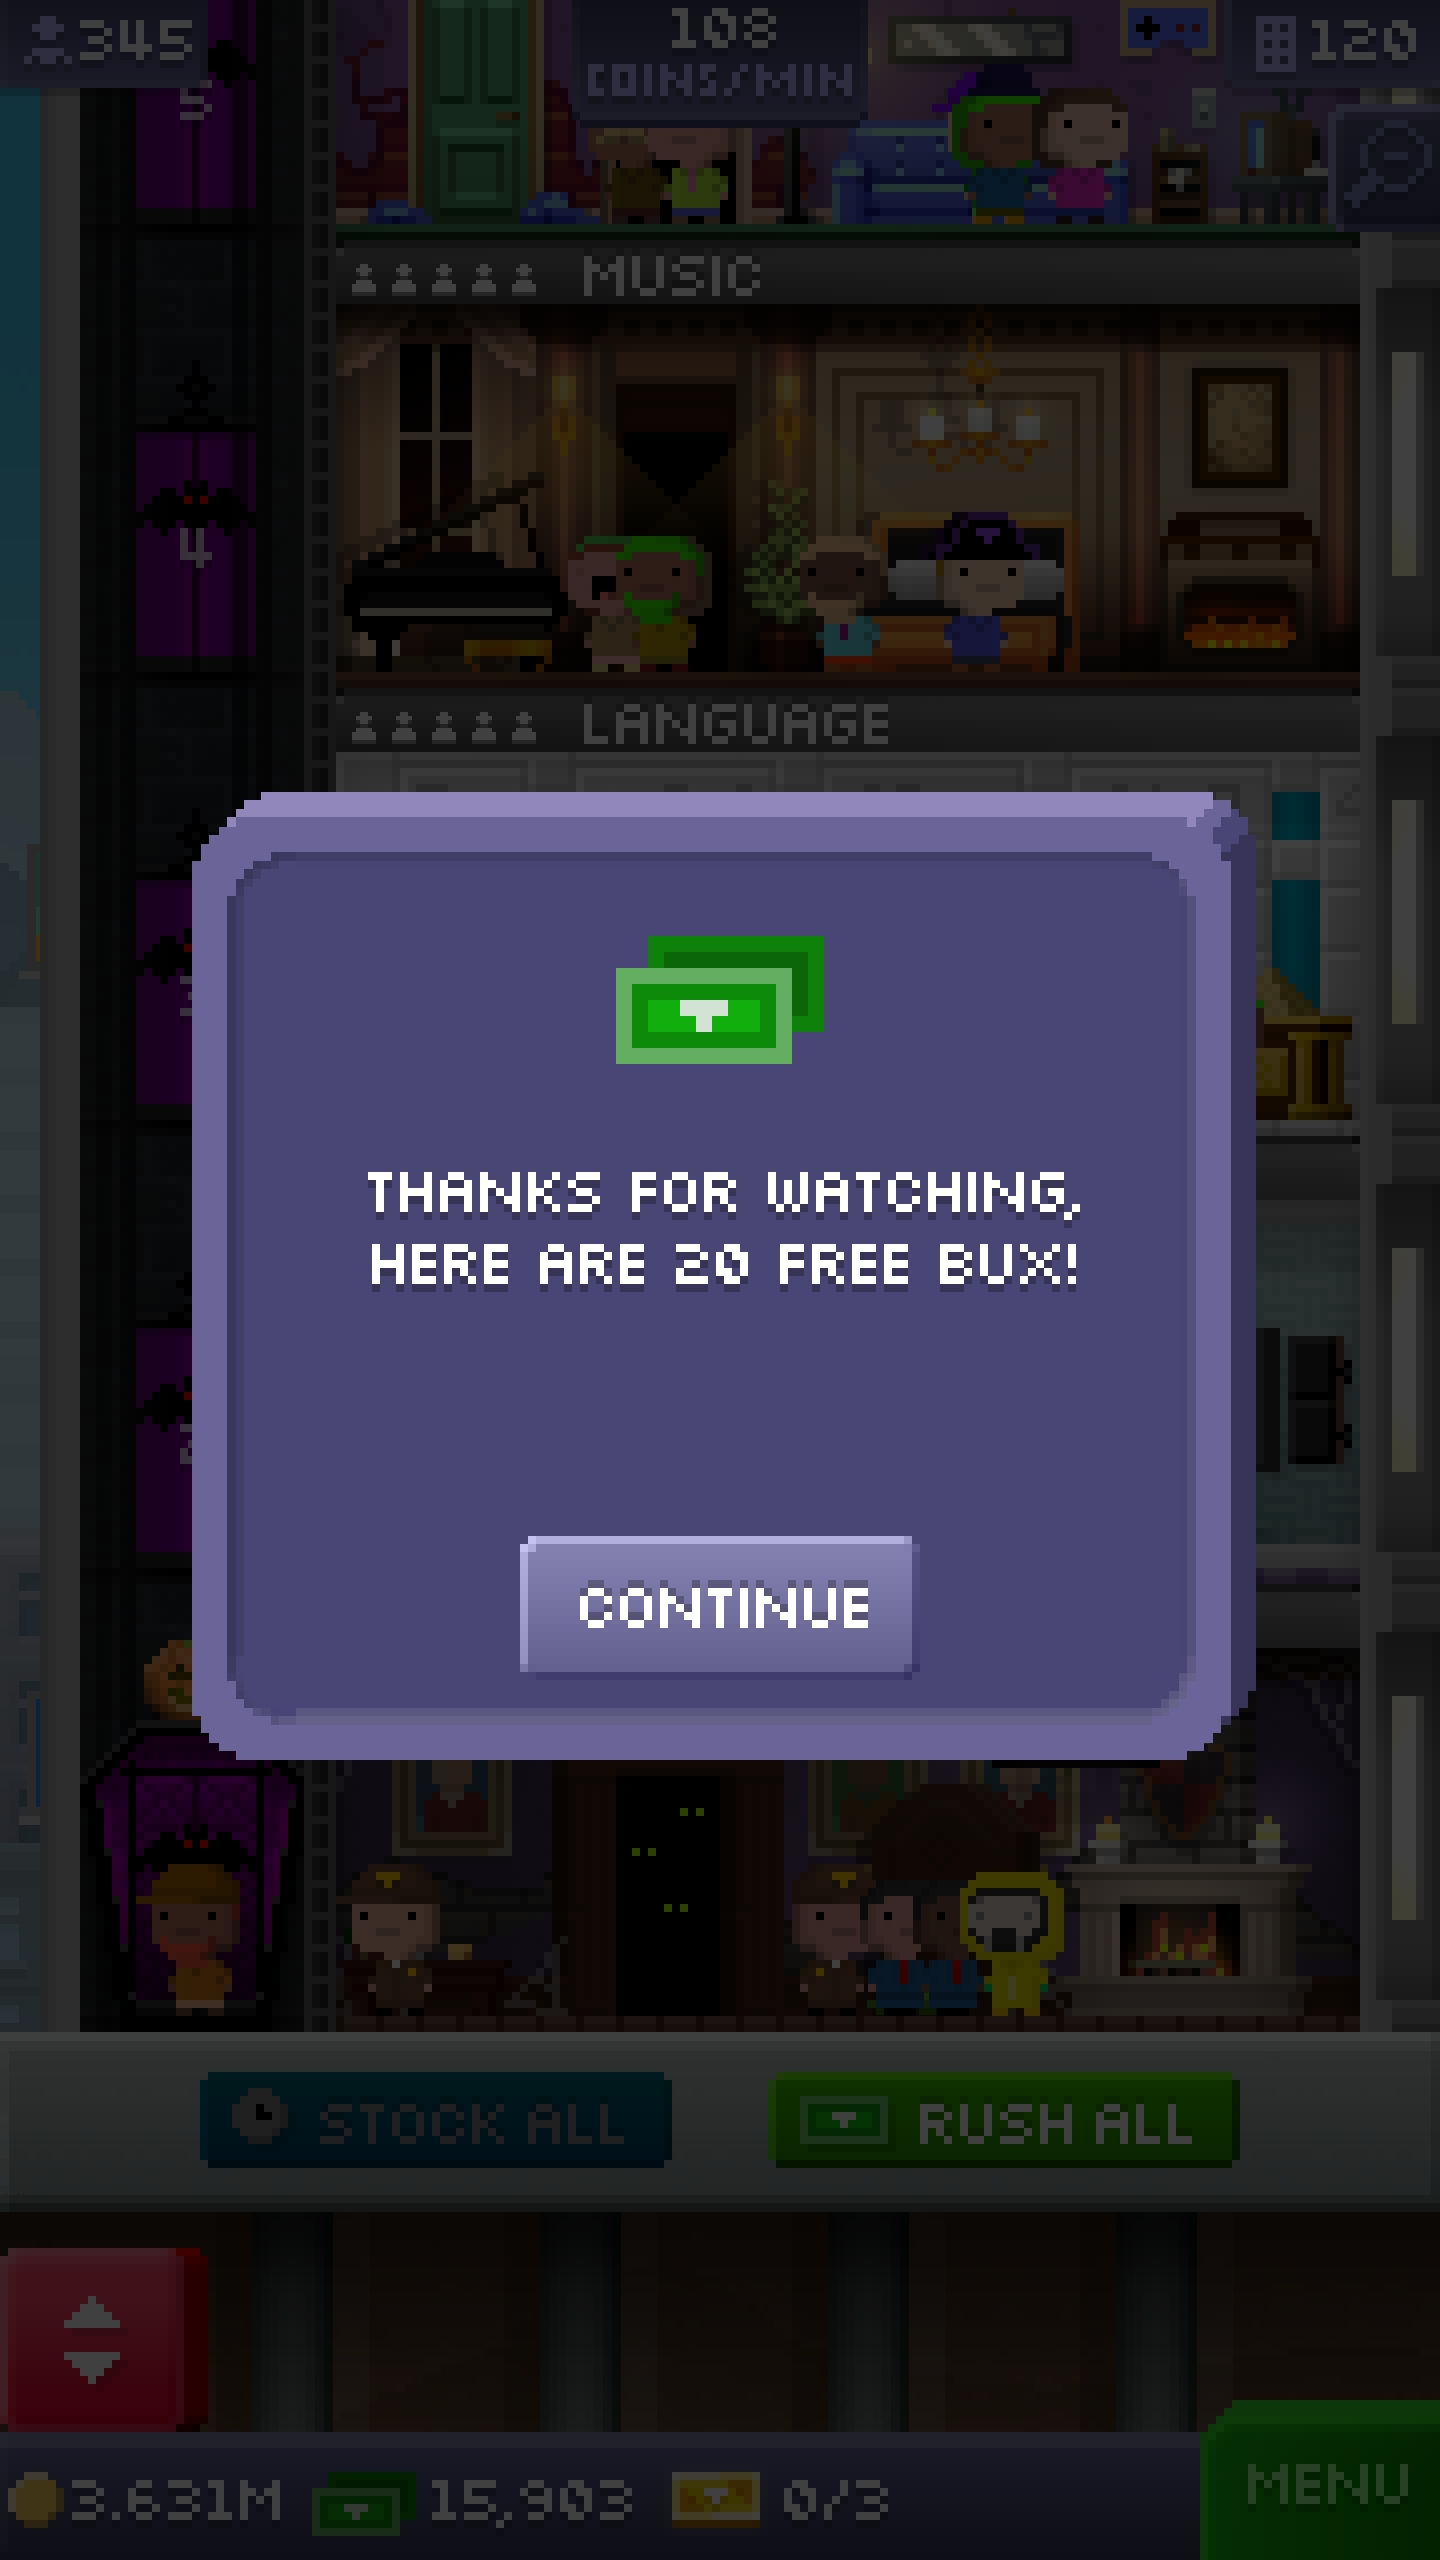 345
108
COINS/MIN
120
5
MUSIC
4
LANGUAGE
THANKS FOR WATCHING,
HERE ARE 20 FREE BUX!
CONTINUE
STOCK ALL
RUSH ALL
3.631M
15,903
0/3
MENU